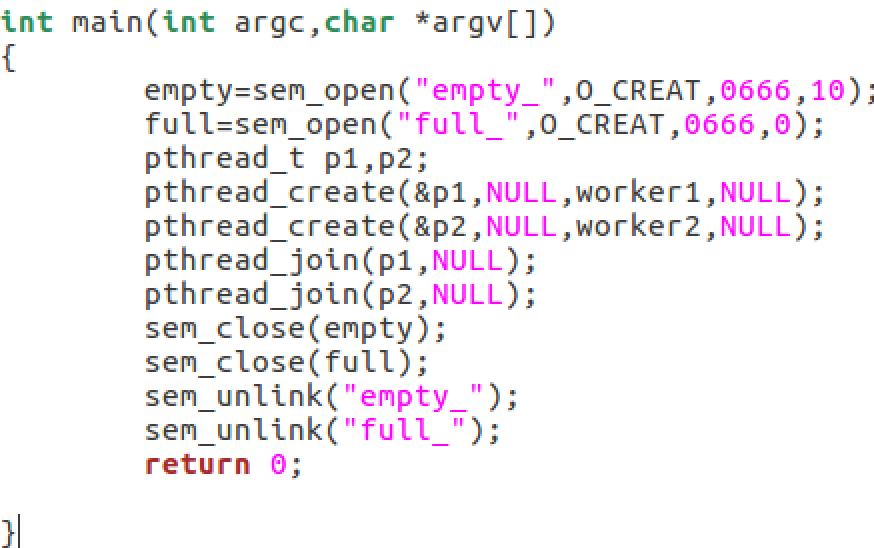 int main(int argc,char *argv[])
{
        empty=sem_open("empty_",O_CREAT,0666,10);
        full=sem_open("full_",O_CREAT,0666,0);
        pthread_t p1,p2;
        pthread_create(&p1,NULL,worker1,NULL);
        pthread_create(&p2,NULL,worker2,NULL);
        pthread_join(p1,NULL);
        pthread_join(p2,NULL);
        sem_close(empty);
        sem_close(full);
        sem_unlink("empty_");
        sem_unlink("full_");
        return 0;
}